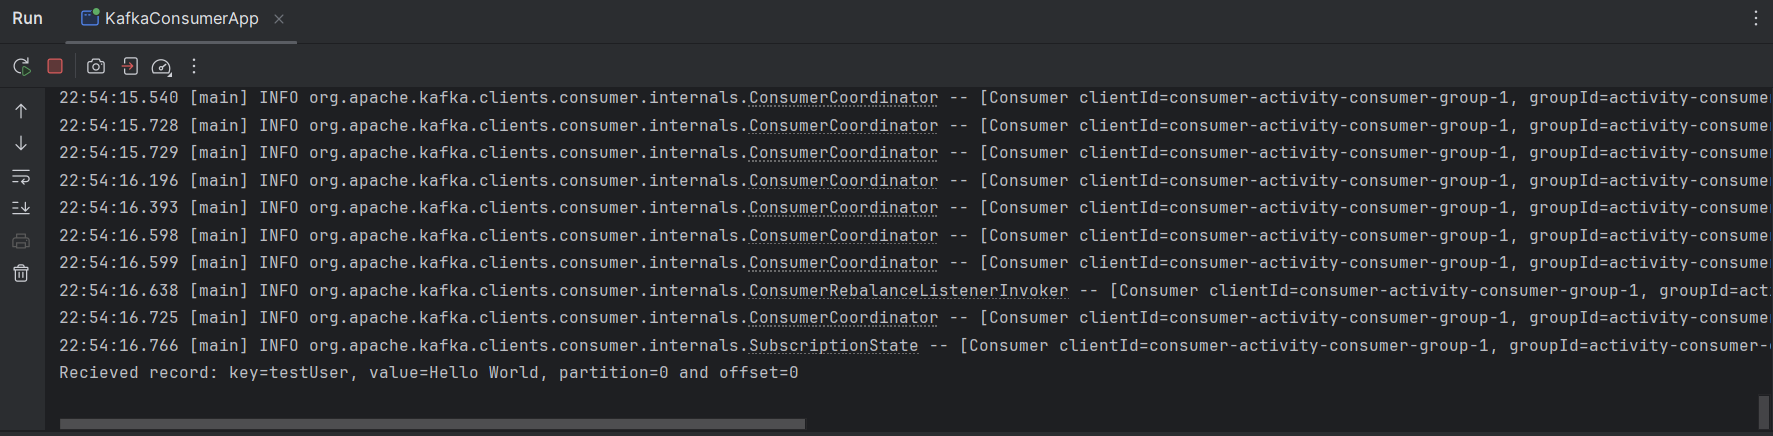 Run KafkaConsumerApp
22:54:15.540 [main] INFO org.apache.kafka.clients.consumer.internals.ConsumerCoordinator -- [Consumer clientId=consumer-activity-consumer-group-1, groupId=activity-consume
22:54:15.728 [main] INFO org.apache.kafka.clients.consumer.internals.ConsumerCoordinator -- [Consumer clientId=consumer-activity-consumer-group-1, groupId=activity-consume
22:54:15.729 [main] INFO org.apache.kafka.clients.consumer.internals.ConsumerCoordinator -- [Consumer clientId=consumer-activity-consumer-group-1, groupId=activity-consume
22:54:16.196 [main] INFO org.apache.kafka.clients.consumer.internals.ConsumerCoordinator -- [Consumer clientId=consumer-activity-consumer-group-1, groupId=activity-consume
22:54:16.393 [main] INFO org.apache.kafka.clients.consumer.internals.ConsumerCoordinator -- [Consumer clientId=consumer-activity-consumer-group-1, groupId=activity-consume
22:54:16.598 [main] INFO org.apache.kafka.clients.consumer.internals.ConsumerCoordinator -- [Consumer clientId=consumer-activity-consumer-group-1, groupId=activity-consume
22:54:16.599 [main] INFO org.apache.kafka.clients.consumer.internals.ConsumerCoordinator -- [Consumer clientId=consumer-activity-consumer-group-1, groupId=activity-consume
22:54:16.638 [main] INFO org.apache.kafka.clients.consumer.internals.ConsumerRebalanceListenerInvoker -- [Consumer clientId=consumer-activity-consumer-group-1, groupId=act
22:54:16.725 [main] INFO org.apache.kafka.clients.consumer.internals.ConsumerCoordinator -- [Consumer clientId=consumer-activity-consumer-group-1, groupId=activity-consume
22:54:16.766 [main] INFO org.apache.kafka.clients.consumer.internals.SubscriptionState -- [Consumer clientId=consumer-activity-consumer-group-1, groupId=activity-consumer-
Recieved record: key=testUser, value=Hello World, partition=0 and offset=0